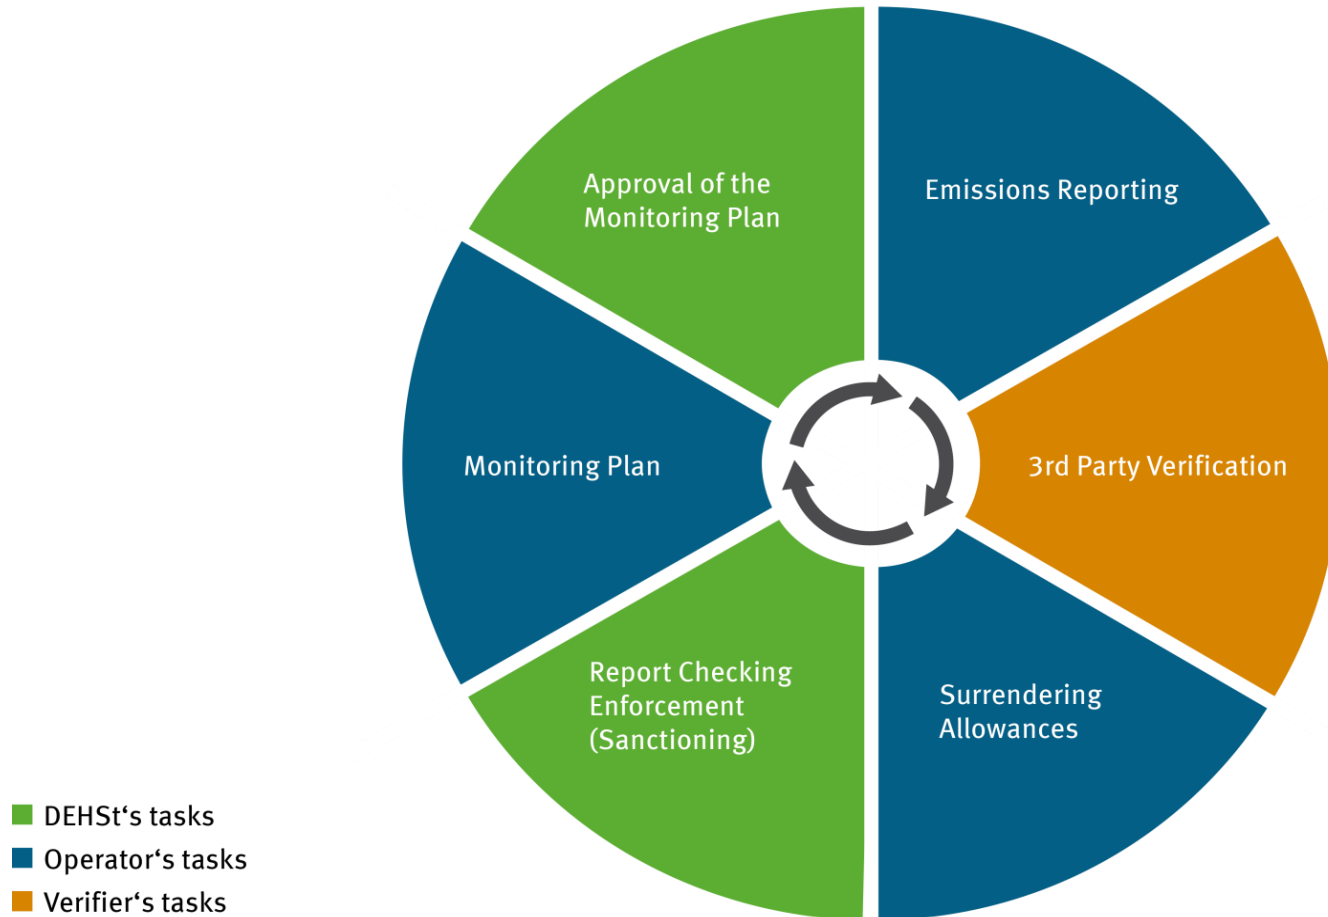 Approval of the
Monitoring Plan
Emissions Reporting
Monitoring Plan
3rd Party Verification
Report Checking
Enforcement
(Sanctioning)
Surrendering
Allowances
DEHSt‘s tasks
Operator‘s tasks
Verifier‘s tasks